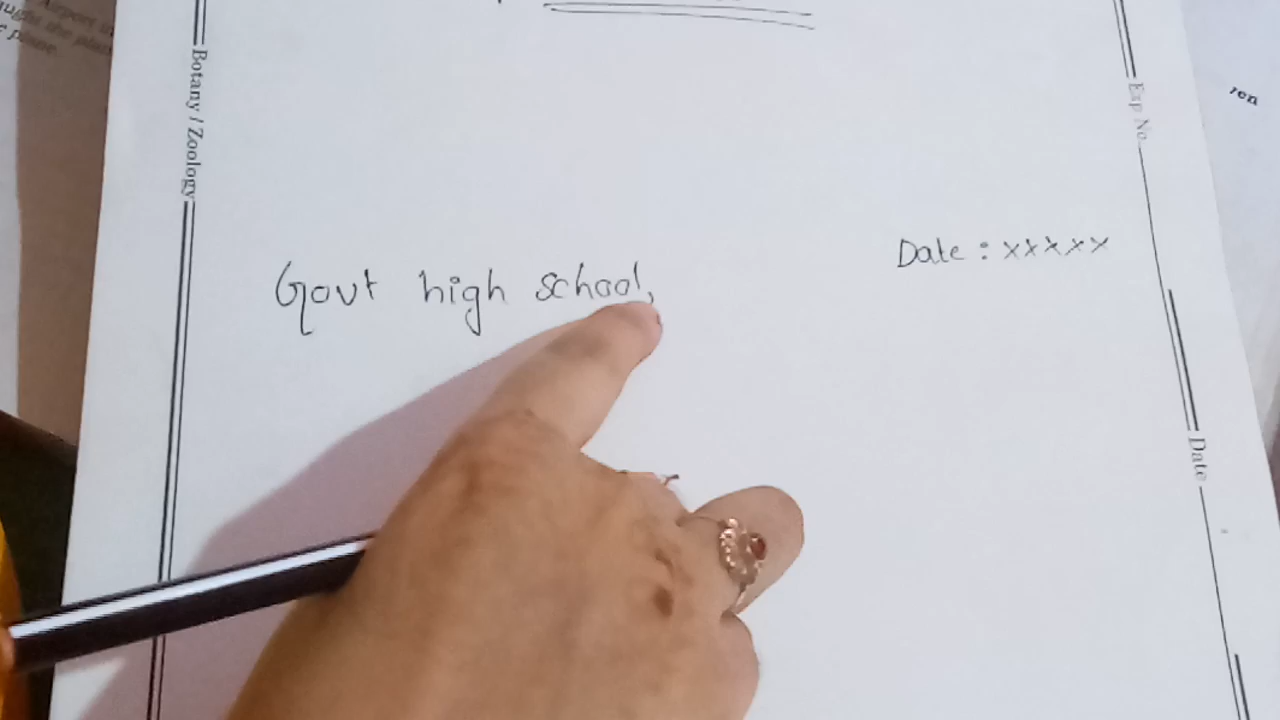 Botany / Zoology
Exp No.
Date : xxxxx
Govt high school,
Date